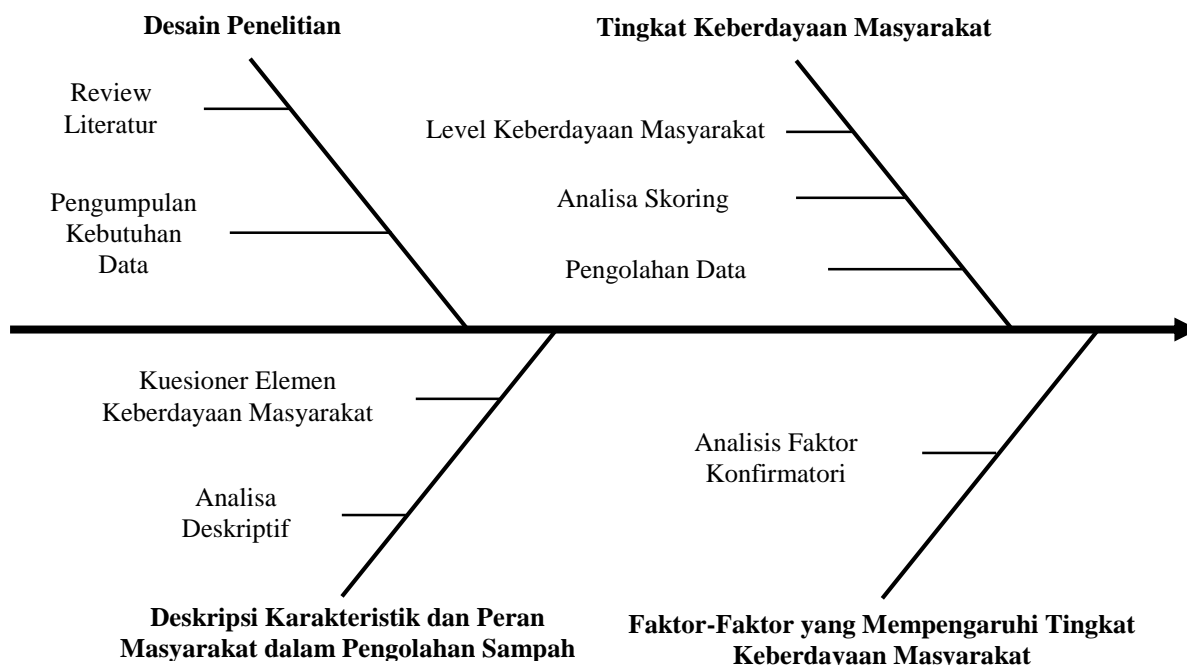 Desain Penelitian
Tingkat Keberdayaan Masyarakat
Review
Literatur
Level Keberdayaan Masyarakat
Pengumpulan
Kebutuhan
Data
Analisa Skoring
Pengolahan Data
Kuesioner Elemen
Keberdayaan Masyarakat
Analisis Faktor
Konfirmatori
Analisa
Deskriptif
Deskripsi Karakteristik dan Peran
Masyarakat dalam Pengolahan Sampah
Faktor-Faktor yang Mempengaruhi Tingkat
Keberdayaan Masyarakat